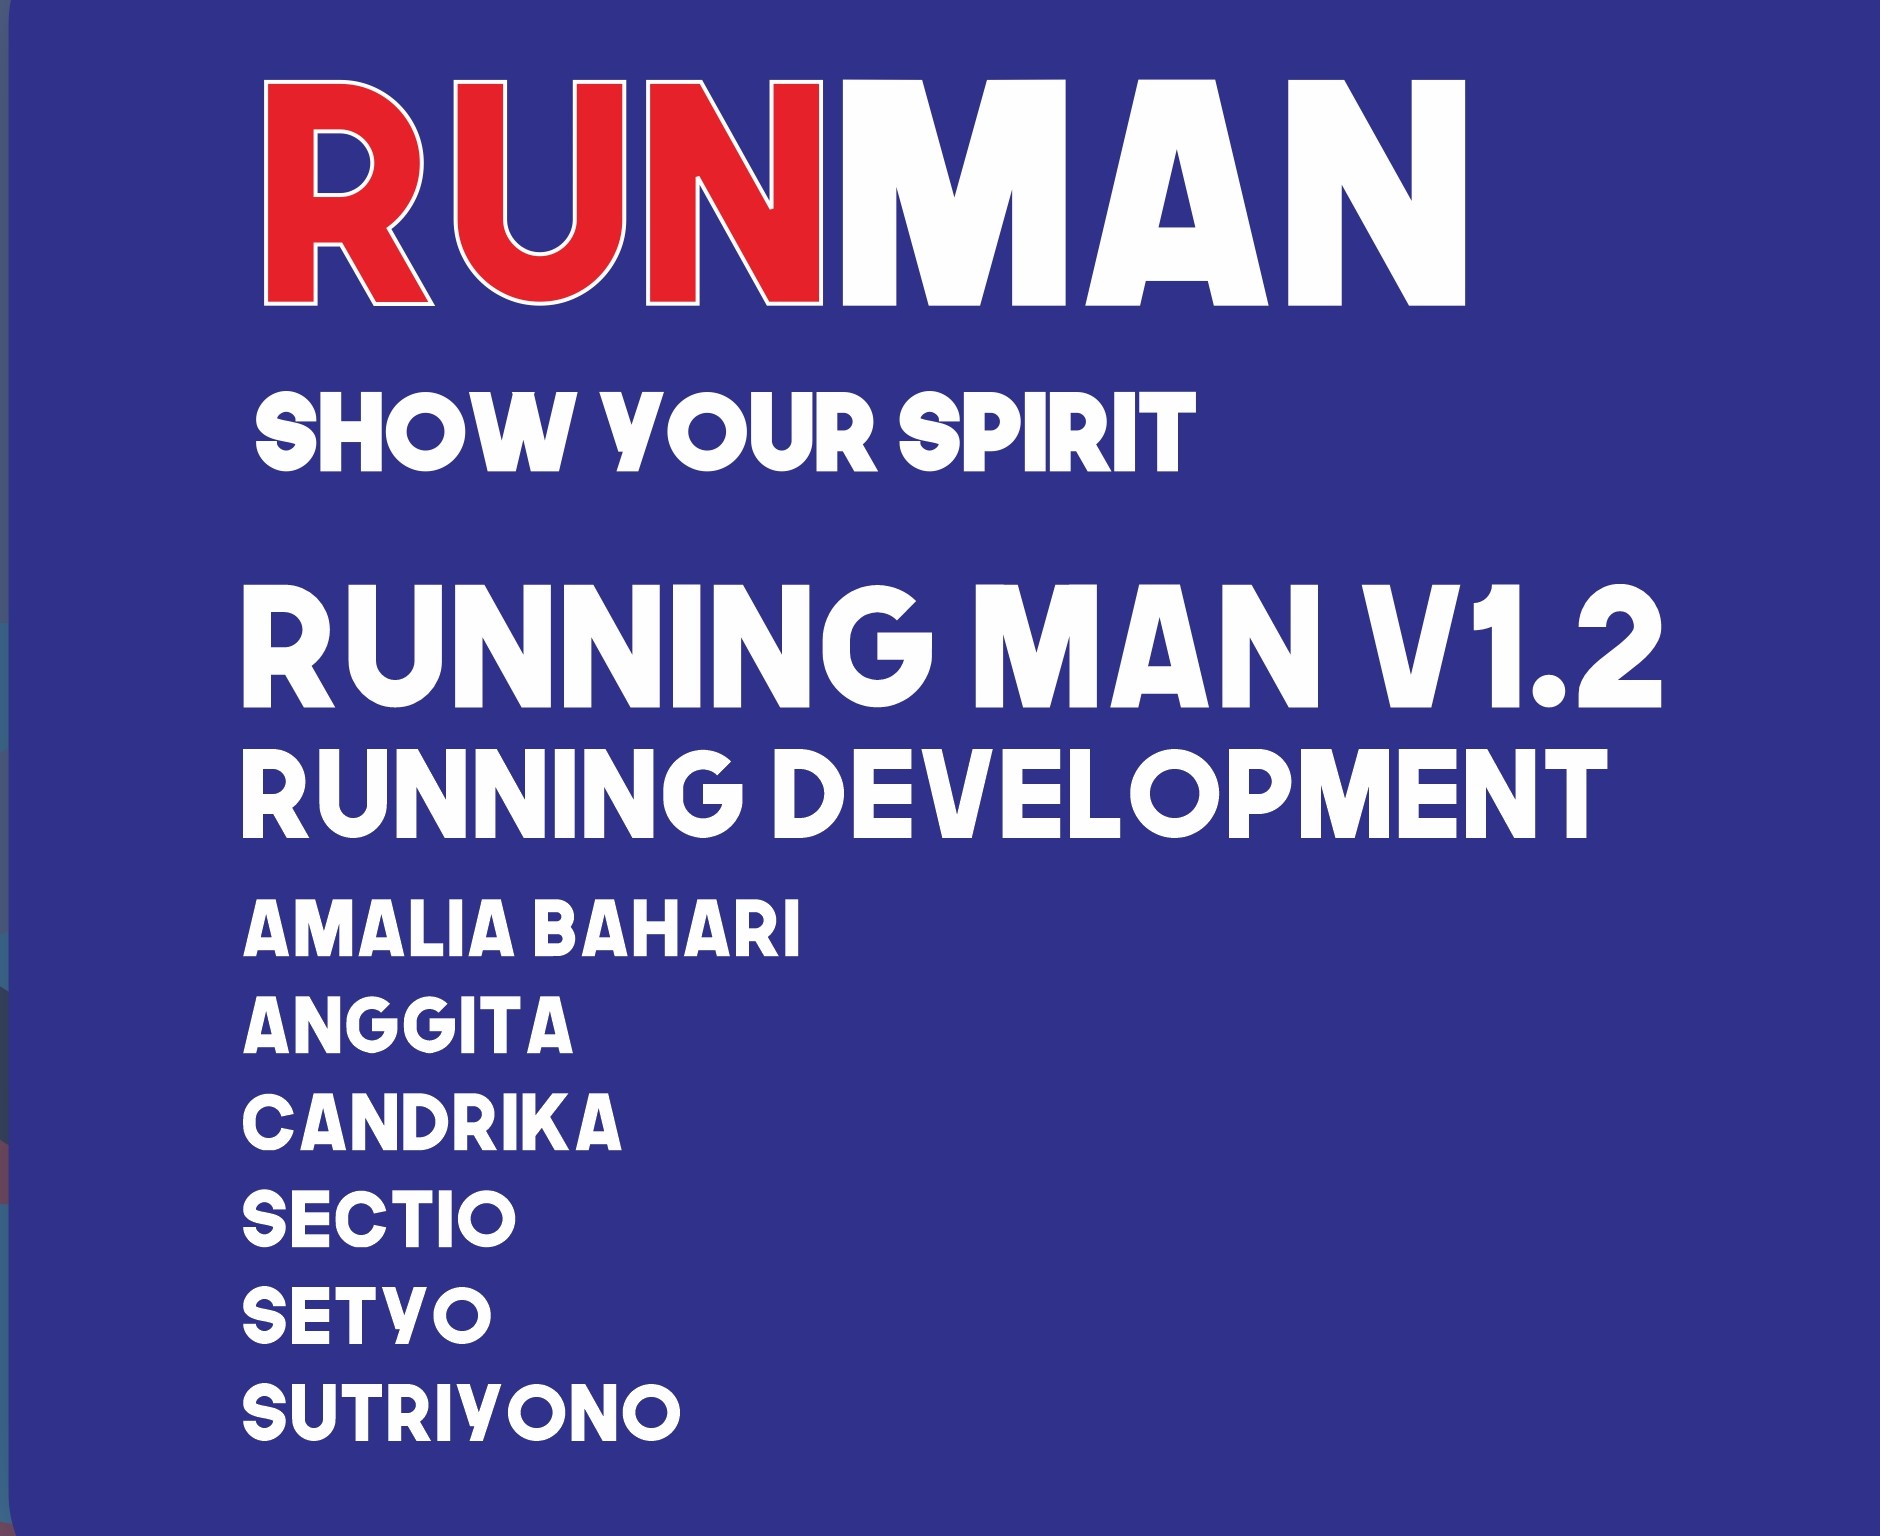 RUNMAN
SHOW YOUR SPIRIT
RUNNING MAN V1.2
RUNNING DEVELOPMENT
AMALIA BAHARI
ANGGITA
CANDRIKA
SECTIO
SETYO
SUTRIYONO